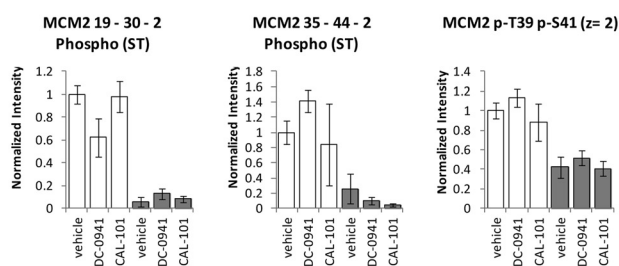 MCM2 19 - 30 - 2
Phospho (ST)
Normalized Intensity
1.2
1
0.8
0.6
0.4
0.2
0
vehicle
DC-0941
CAL-101
vehicle
DC-0941
CAL-101
MCM2 35 - 44 - 2
Phospho (ST)
Normalized Intensity
1.8
1.6
1.4
1.2
1
0.8
0.6
0.4
0.2
0
vehicle
DC-0941
CAL-101
vehicle
DC-0941
CAL-101
MCM2 p-T39 p-S41 (z= 2)
Normalized Intensity
1.4
1.2
1
0.8
0.6
0.4
0.2
0
vehicle
DC-0941
CAL-101
vehicle
DC-0941
CAL-101